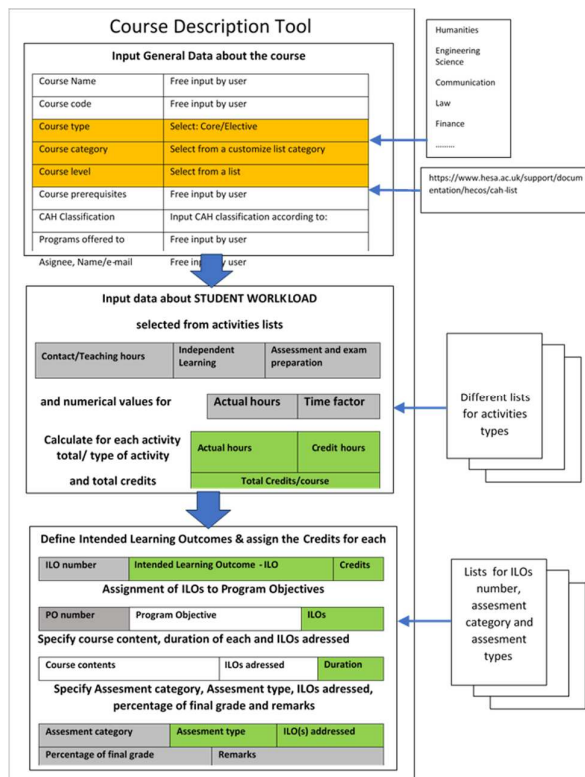 Course Description Tool
Input General Data about the course
Course Name Free input by user
Course code Free input by user
Course type Select: Core/Elective
Course category Select from a customize list category
Course level Select from a list
Course prerequisites Free input by user
CAH Classification Input CAH classification according to:
Programs offered to Free input by user
Asignee, Name/e-mail Free input by user
Humanities
Engineering
Science
Communication
Law
Finance
.........
https://www.hesa.ac.uk/support/docum
entation/hecos/cah-list
Input data about STUDENT WORLKLOAD
selected from activities lists
Contact/Teaching hours Independent Learning Assessment and exam preparation
and numerical values for Actual hours Time factor
Calculate for each activity
total/ type of activity
Actual hours Credit hours
and total credits Total Credits/course
Different lists
for activities
types
Define Intended Learning Outcomes & assign the Credits for each
ILO number Intended Learning Outcome - ILO Credits
Assignment of ILOs to Program Objectives
PO number Program Objective ILOs
Specify course content, duration of each and ILOs adressed
Course contents ILOs adressed Duration
Specify Assesment category, Assesment type, ILOs adressed,
percentage of final grade and remarks
Assesment category Assesment type ILO(s) addressed
Percentage of final grade Remarks
Lists for ILOs
number,
assesment
category and
assesment
types